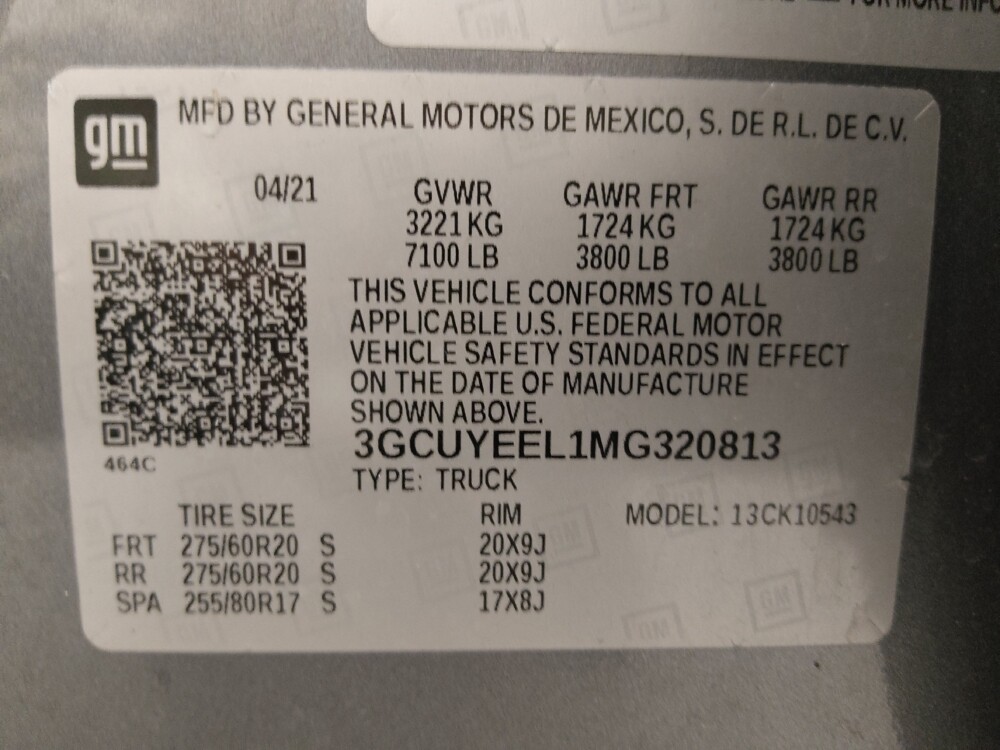 FOR MORE INFO
gm MFD BY GENERAL MOTORS DE MEXICO, S. DE R.L. DE C.V.
04/21 GVWR GAWR FRT GAWR RR
3221 KG 1724 KG 1724 KG
7100 LB 3800 LB 3800 LB
THIS VEHICLE CONFORMS TO ALL
APPLICABLE U.S. FEDERAL MOTOR
VEHICLE SAFETY STANDARDS IN EFFECT
ON THE DATE OF MANUFACTURE
SHOWN ABOVE.
3GCUYEEL1MG320813
464C
TYPE: TRUCK
TIRE SIZE RIM MODEL: 13CK10543
FRT 275/60R20 S 20X9J
RR 275/60R20 S 20X9J
SPA 255/80R17 S 17X8J